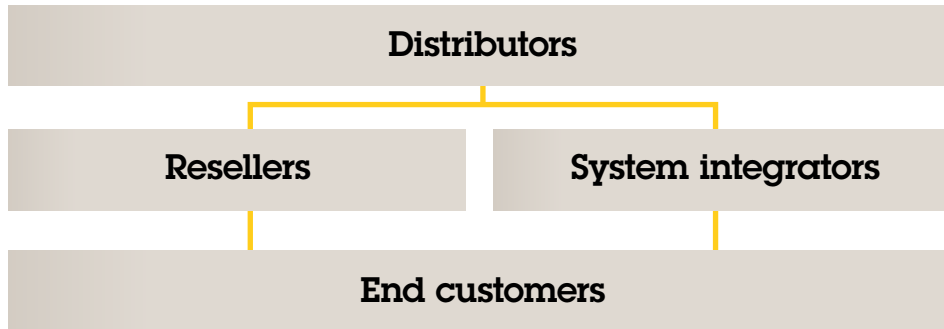 Distributors
Resellers
System integrators
End customers